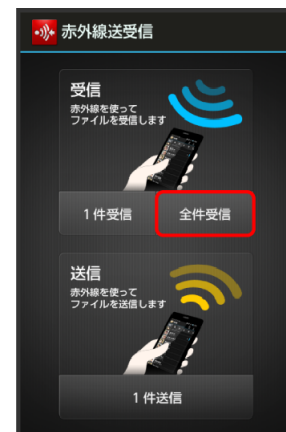 赤外線送受信
受信
赤外線を使って
ファイルを受信します
1件受信
全件受信
送信
赤外線を使って
ファイルを送信します
1件送信